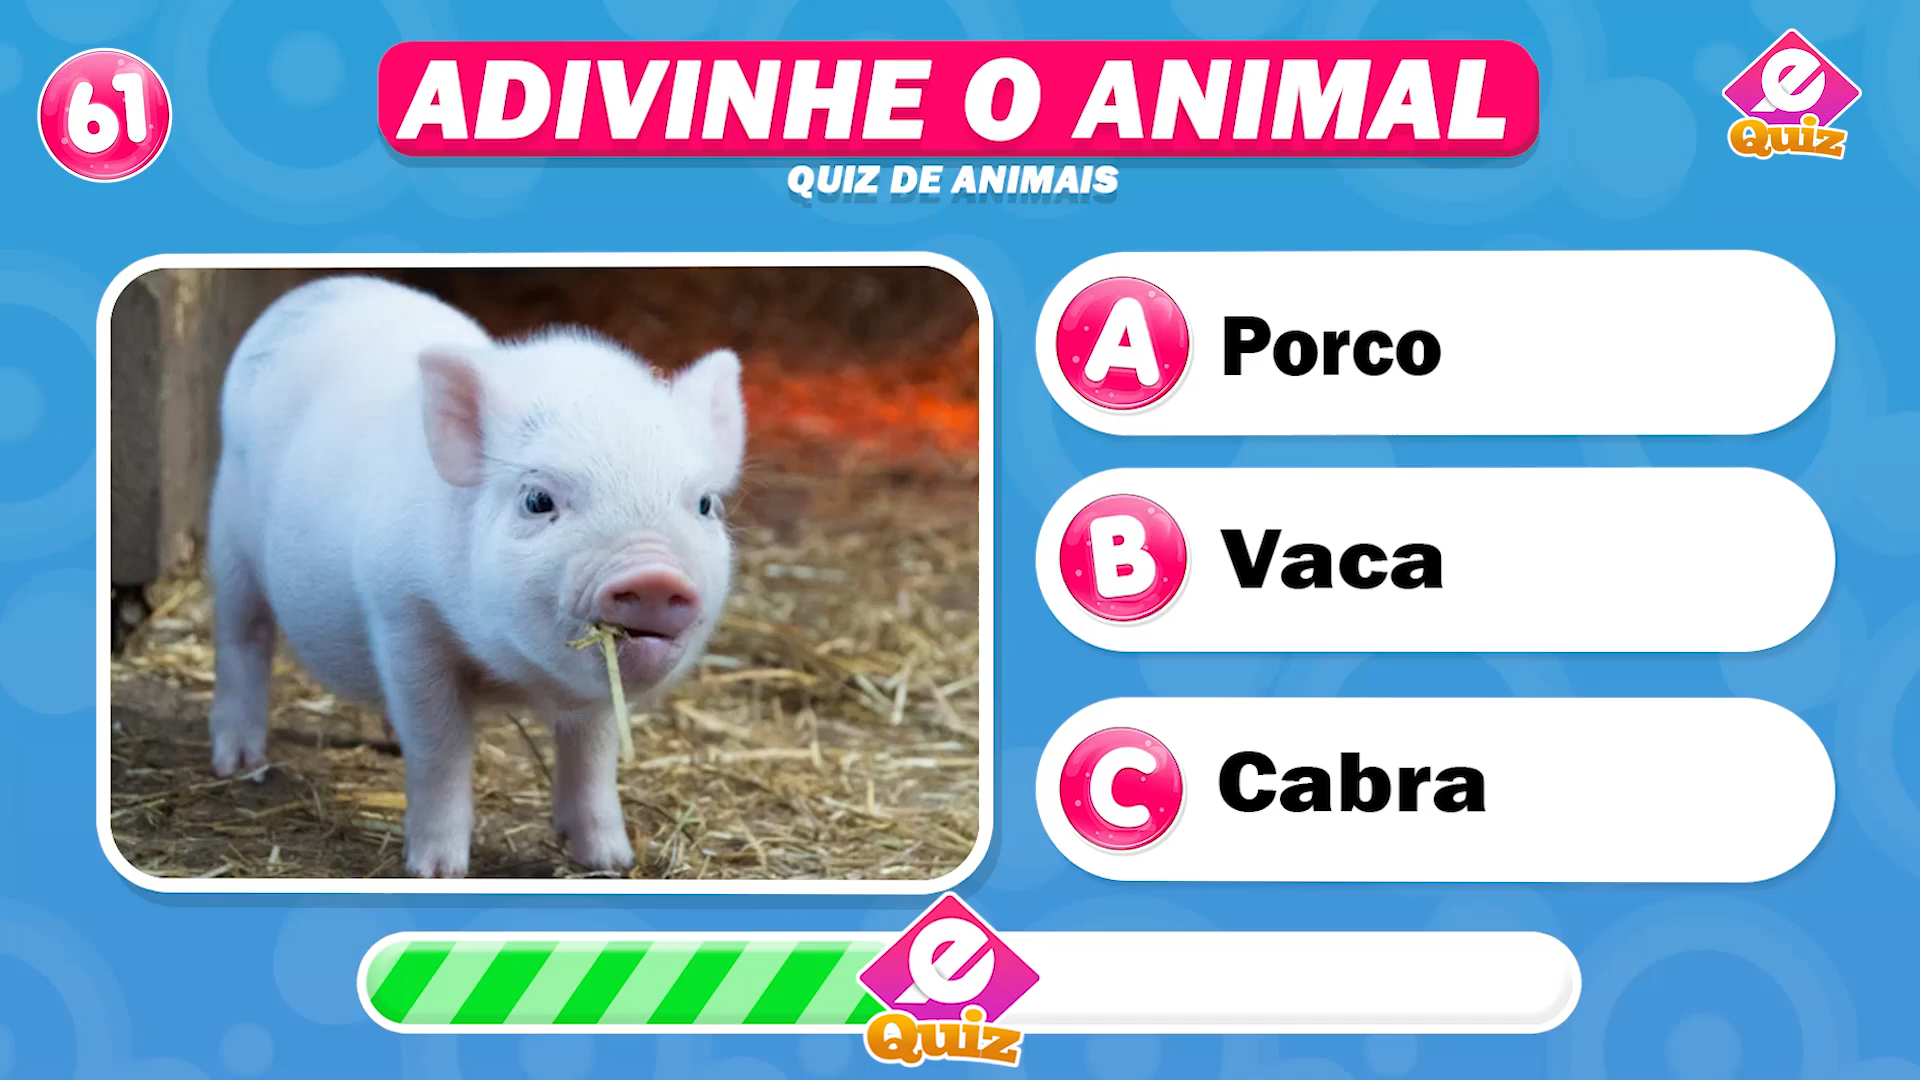 61
ADIVINHE O ANIMAL
QUIZ DE ANIMAIS
e
Quiz
A Porco
B Vaca
C Cabra
e
Quiz